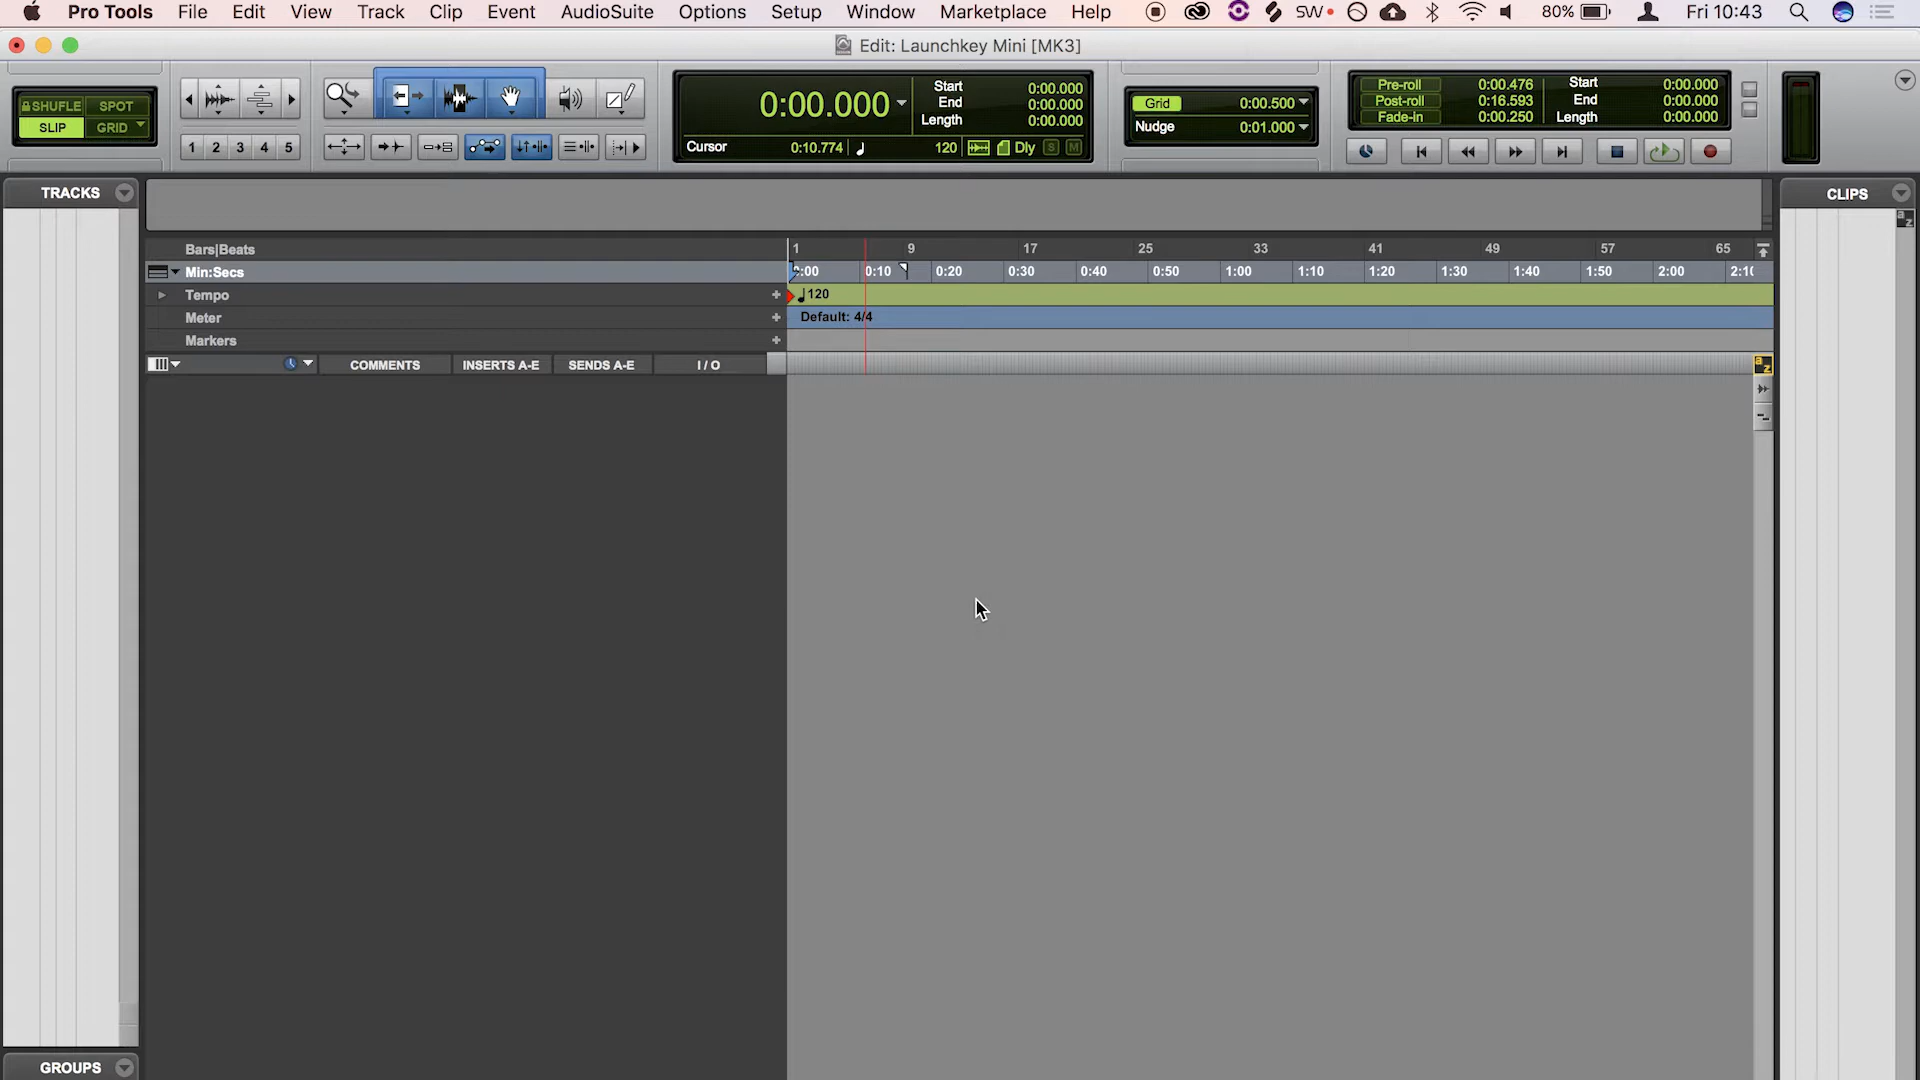 Pro Tools File Edit View Track Clip Event AudioSuite Options Setup Window Marketplace Help SW 80% Fri 10:43
Edit: Launchkey Mini [MK3]
SHUFLE SPOT
SLIP GRID
1 2 3 4 5
0:00.000
Start 0:00.000
End 0:00.000
Length 0:00.000
Cursor 0:10.774 120 Dly S M
Grid 0:00.500
Nudge 0:01.000
Pre-roll 0:00.476
Post-roll 0:16.593
Fade-in 0:00.250
Start 0:00.000
End 0:00.000
Length 0:00.000
TRACKS
CLIPS
Bars|Beats 1 9 17 25 33 41 49 57 65
Min:Secs 0:10 0:20 0:30 0:40 0:50 1:00 1:10 1:20 1:30 1:40 1:50 2:00
Tempo 120
Meter Default: 4/4
Markers
COMMENTS INSERTS A-E SENDS A-E I / O
a z
a z
GROUPS